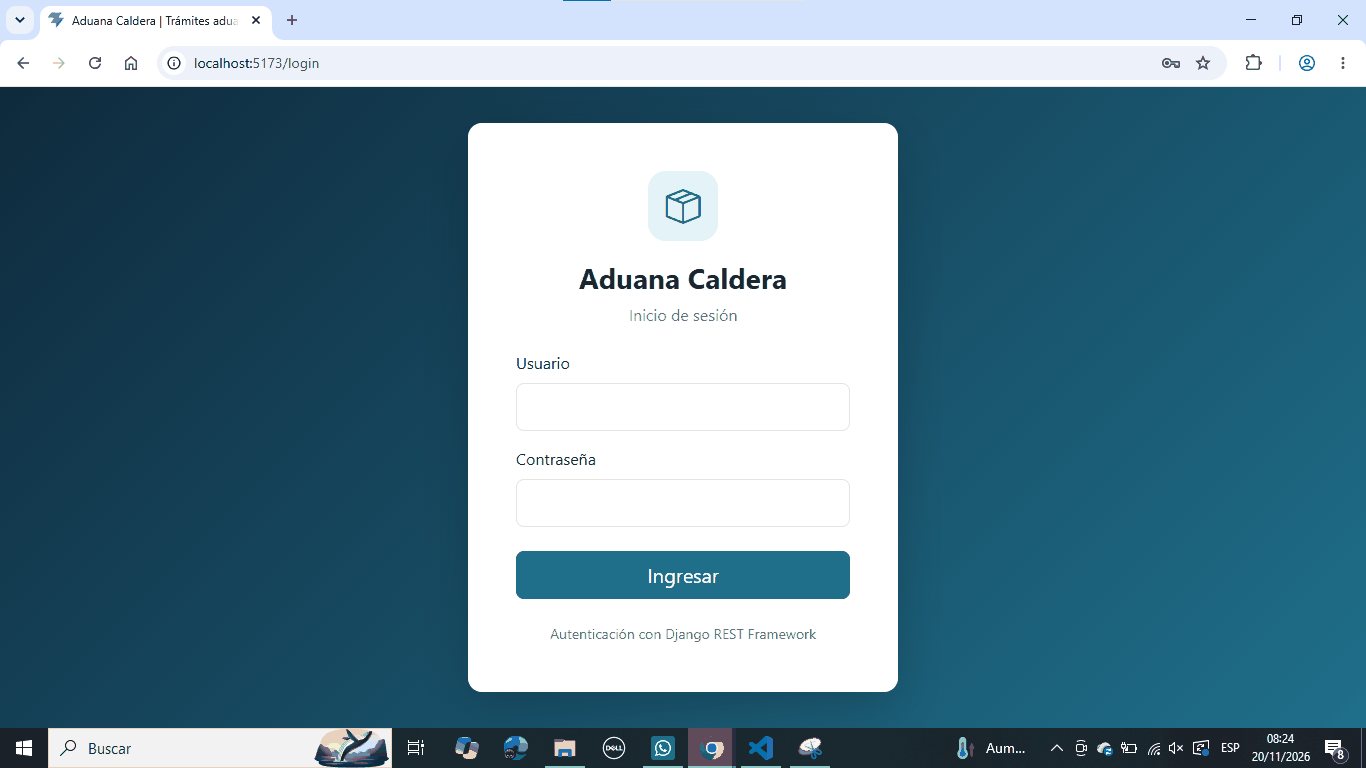 Aduana Caldera | Trámites adua
localhost:5173/login
Aduana Caldera
Inicio de sesión
Usuario
Contraseña
Ingresar
Autenticación con Django REST Framework
Buscar
DELL
Aum...
ESP
08:24
20/11/2026
8